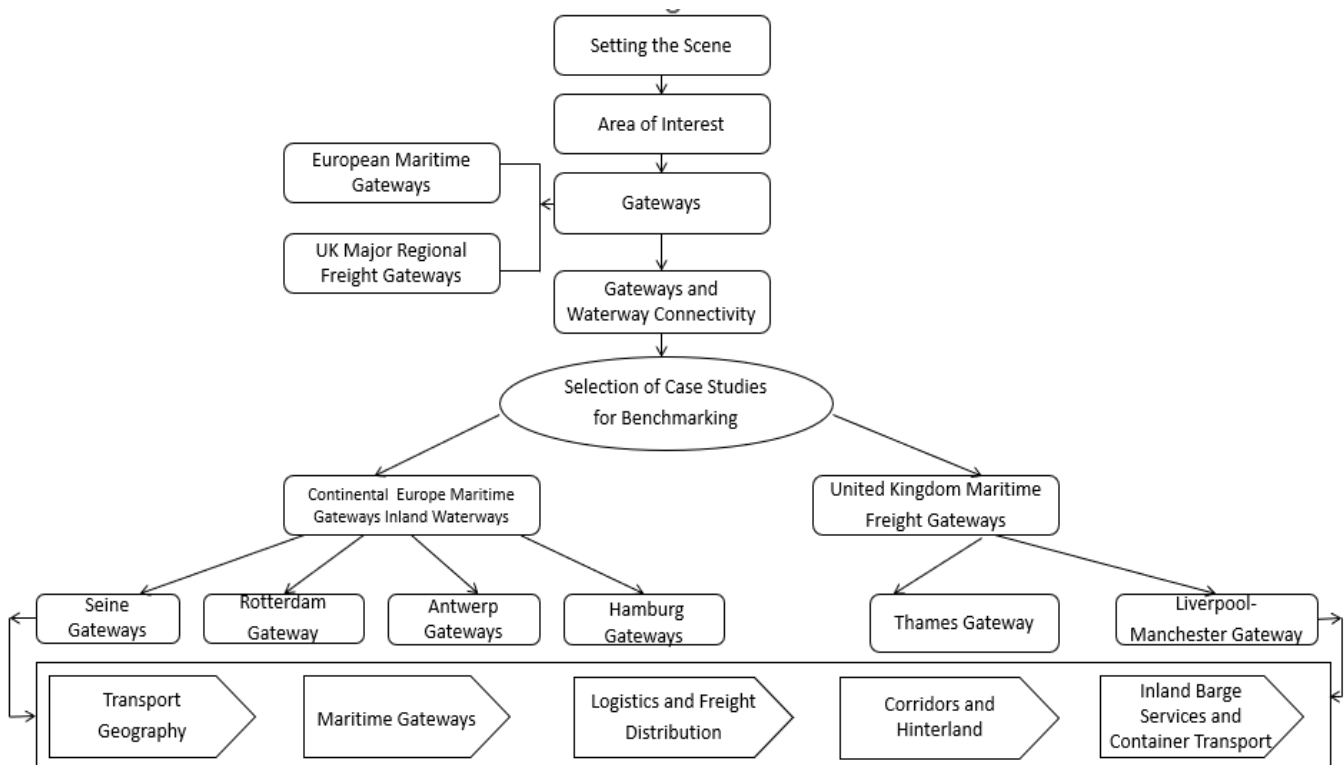 Setting the Scene
Area of Interest
European Maritime
Gateways
Gateways
UK Major Regional
Freight Gateways
Gateways and
Waterway Connectivity
Selection of Case Studies
for Benchmarking
Continental Europe Maritime
Gateways Inland Waterways
United Kingdom Maritime
Freight Gateways
Seine
Gateways
Rotterdam
Gateway
Antwerp
Gateways
Hamburg
Gateways
Thames Gateway
Liverpool-
Manchester Gateway
Transport
Geography
Maritime Gateways
Logistics and Freight
Distribution
Corridors and
Hinterland
Inland Barge
Services and
Container Transport